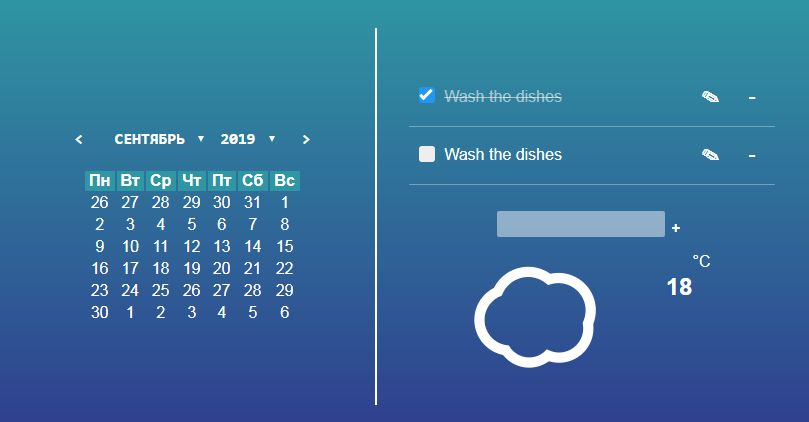 < СЕНТЯБРЬ ▼ 2019 ▼ >
Пн Вт Ср Чт Пт Сб Вс
26 27 28 29 30 31 1
2 3 4 5 6 7 8
9 10 11 12 13 14 15
16 17 18 19 20 21 22
23 24 25 26 27 28 29
30 1 2 3 4 5 6
Wash the dishes -
Wash the dishes -
+
°C
18